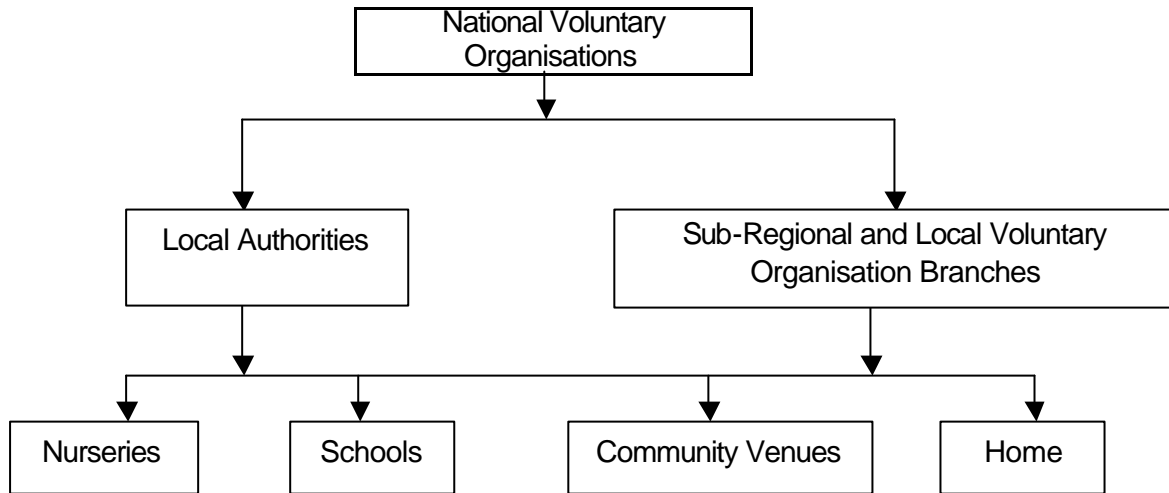 National Voluntary
Organisations
Local Authorities
Sub-Regional and Local Voluntary
Organisation Branches
Nurseries
Schools
Community Venues
Home